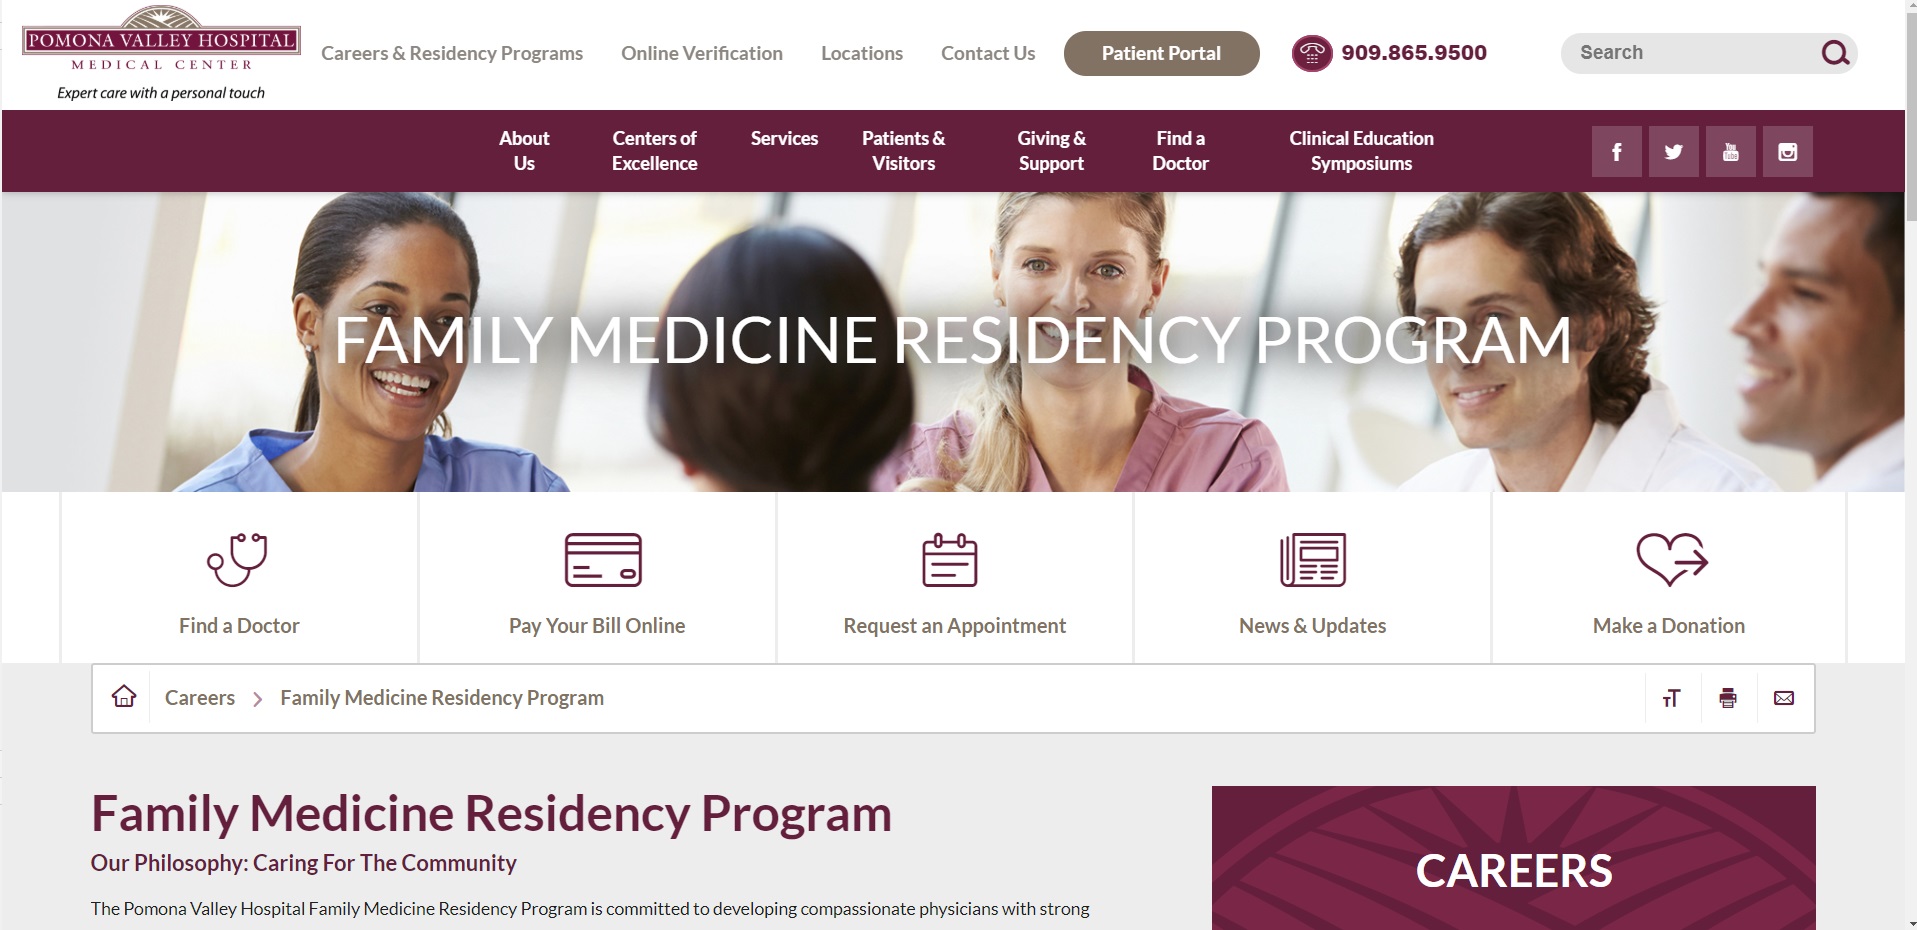 POMONA VALLEY HOSPITAL
MEDICAL CENTER
Expert care with a personal touch
Careers & Residency Programs
Online Verification
Locations
Contact Us
Patient Portal
909.865.9500
Search
About
Us
Centers of
Excellence
Services
Patients &
Visitors
Giving &
Support
Find a
Doctor
Clinical Education
Symposiums
f
You
Tube
FAMILY MEDICINE RESIDENCY PROGRAM
Find a Doctor
Pay Your Bill Online
Request an Appointment
News & Updates
Make a Donation
Careers
Family Medicine Residency Program
TT
Family Medicine Residency Program
Our Philosophy: Caring For The Community
The Pomona Valley Hospital Family Medicine Residency Program is committed to developing compassionate physicians with strong
CAREERS